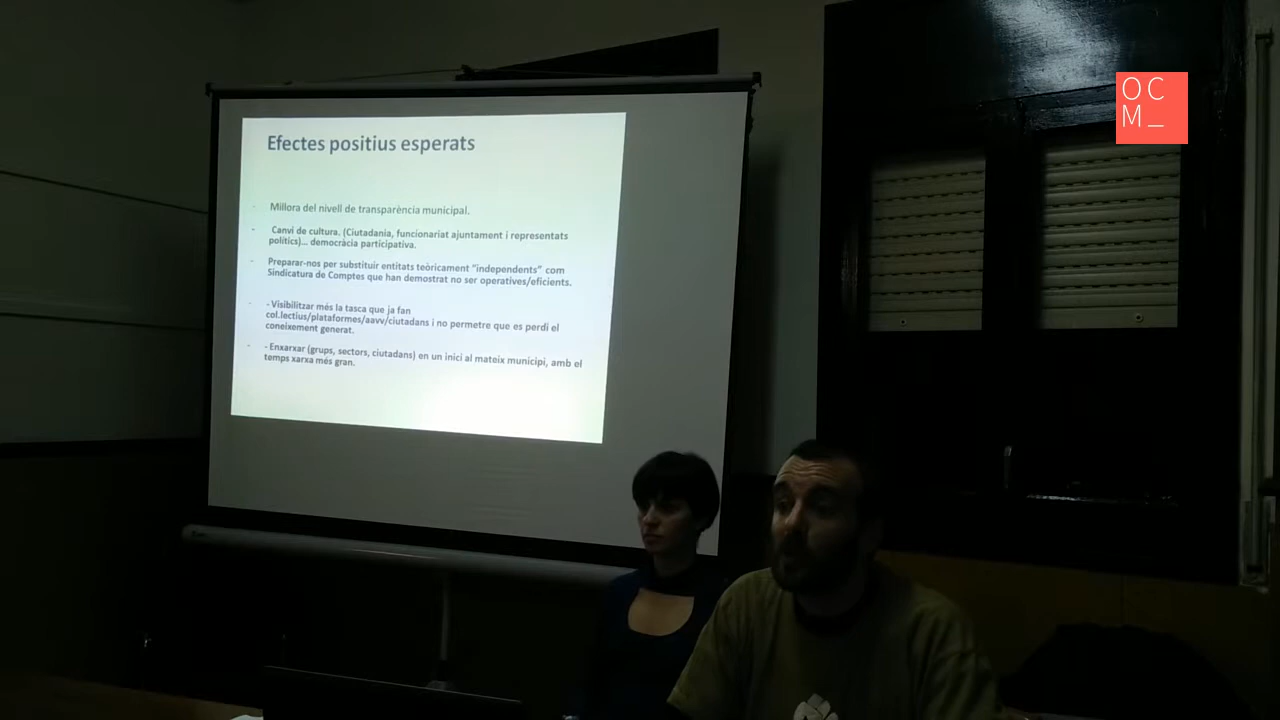 OC
M_
Efectes positius esperats
- Millora del nivell de transparència municipal.
- Canvi de cultura. (Ciutadania, funcionariat ajuntament i representats
polítics)... democràcia participativa.
- Preparar-nos per substituir entitats teòricament "independents" com
Sindicatura de Comptes que han demostrat no ser operatives/eficients.
- - Visibilitzar més la tasca que ja fan
col.lectius/plataformes/aavv/ciutadans i no permetre que es perdi el
coneixement generat.
- - Enxarxar (grups, sectors, ciutadans) en un inici al mateix municipi, amb el
temps xarxa més gran.